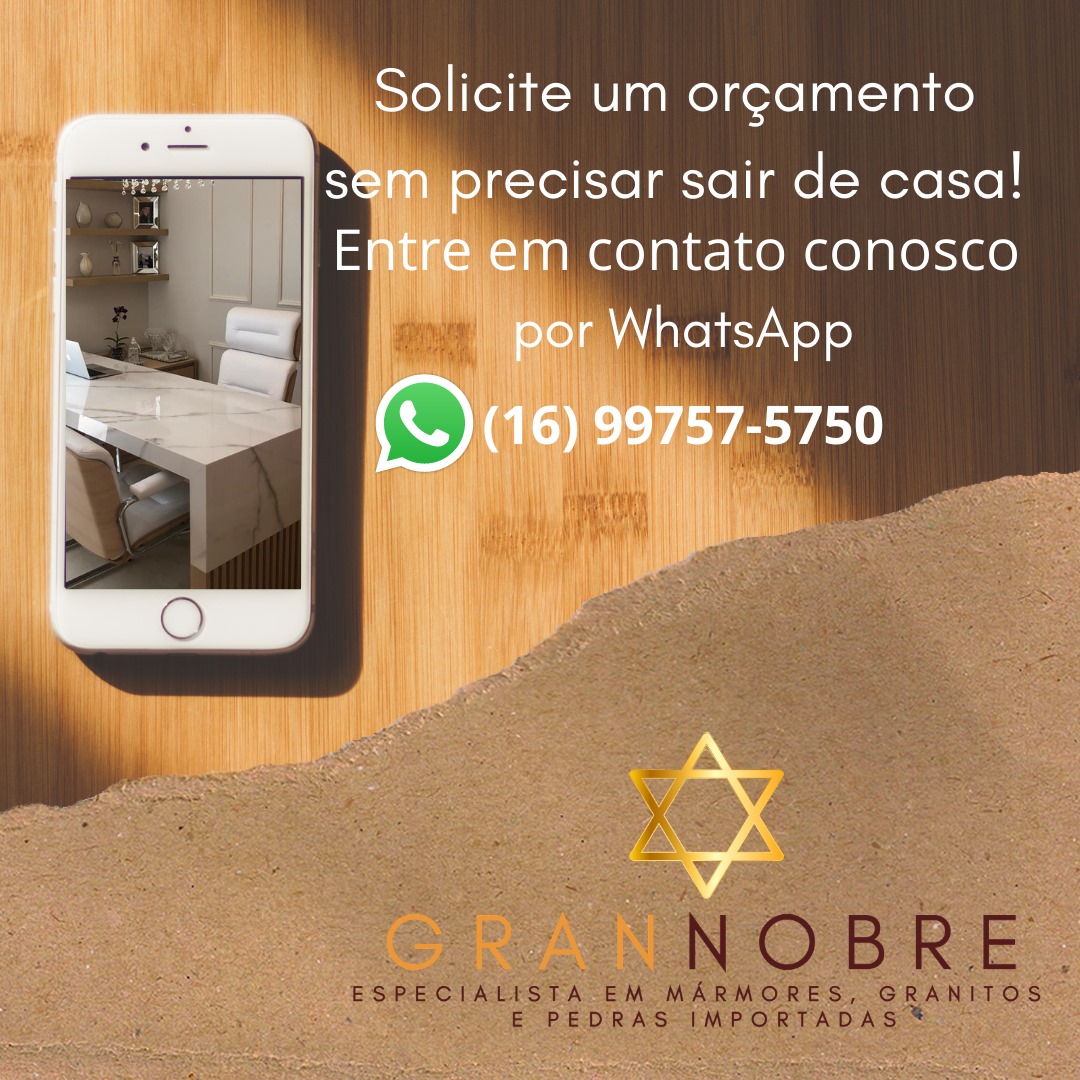 Solicite um orçamento
sem precisar sair de casa!
Entre em contato conosco
por WhatsApp
(16) 99757-5750
GRANNOBRE
ESPECIALISTA EM MÁRMORES, GRANITOS
E PEDRAS IMPORTADAS